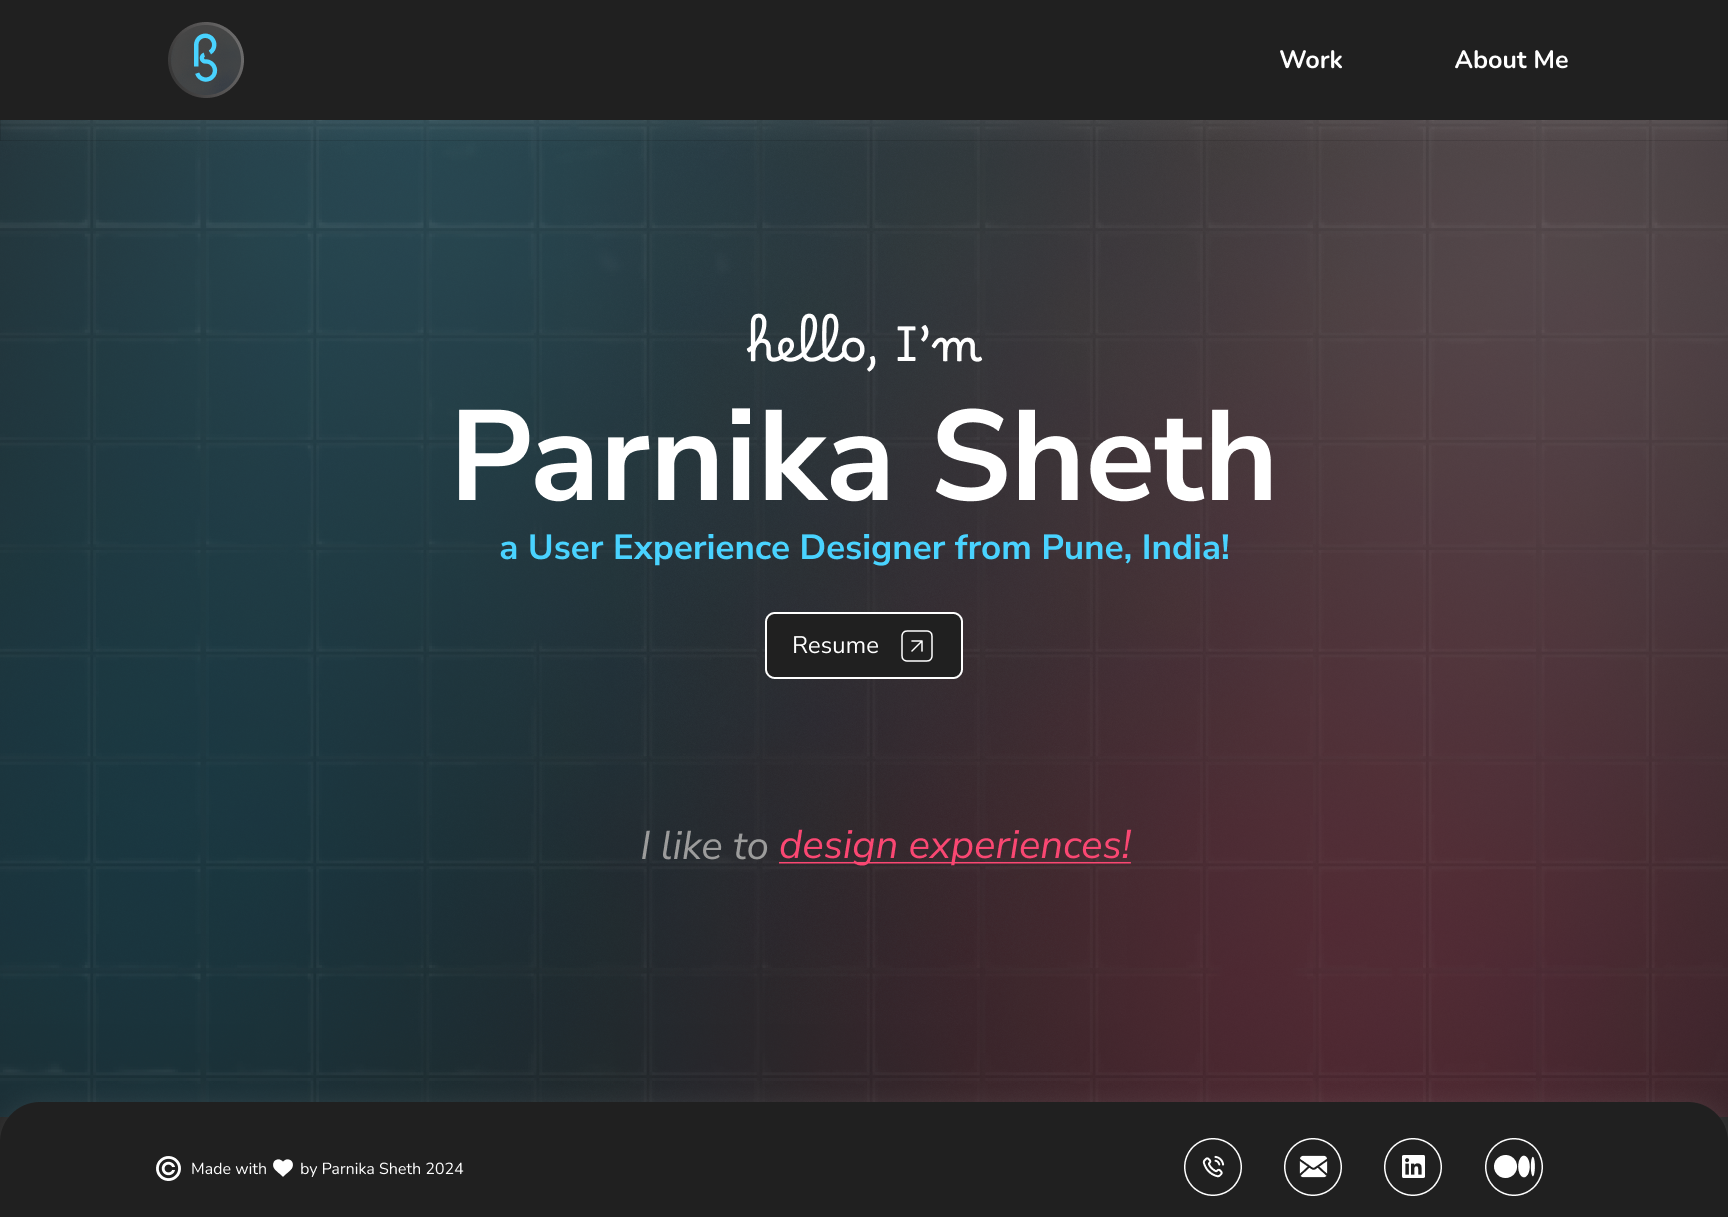 Work
About Me
hello, I'm
Parnika Sheth
a User Experience Designer from Pune, India!
Resume
I like to design experiences!
© Made with by Parnika Sheth 2024
in